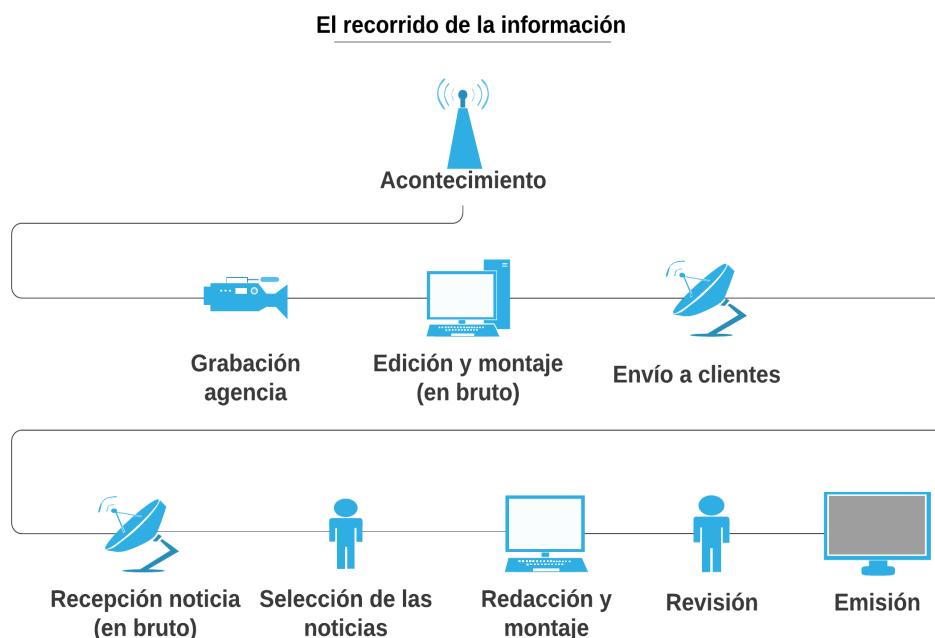 El recorrido de la información
Acontecimiento
Grabación
agencia
Edición y montaje
(en bruto)
Envío a clientes
Recepción noticia
(en bruto)
Selección de las
noticias
Redacción y
montaje
Revisión
Emisión